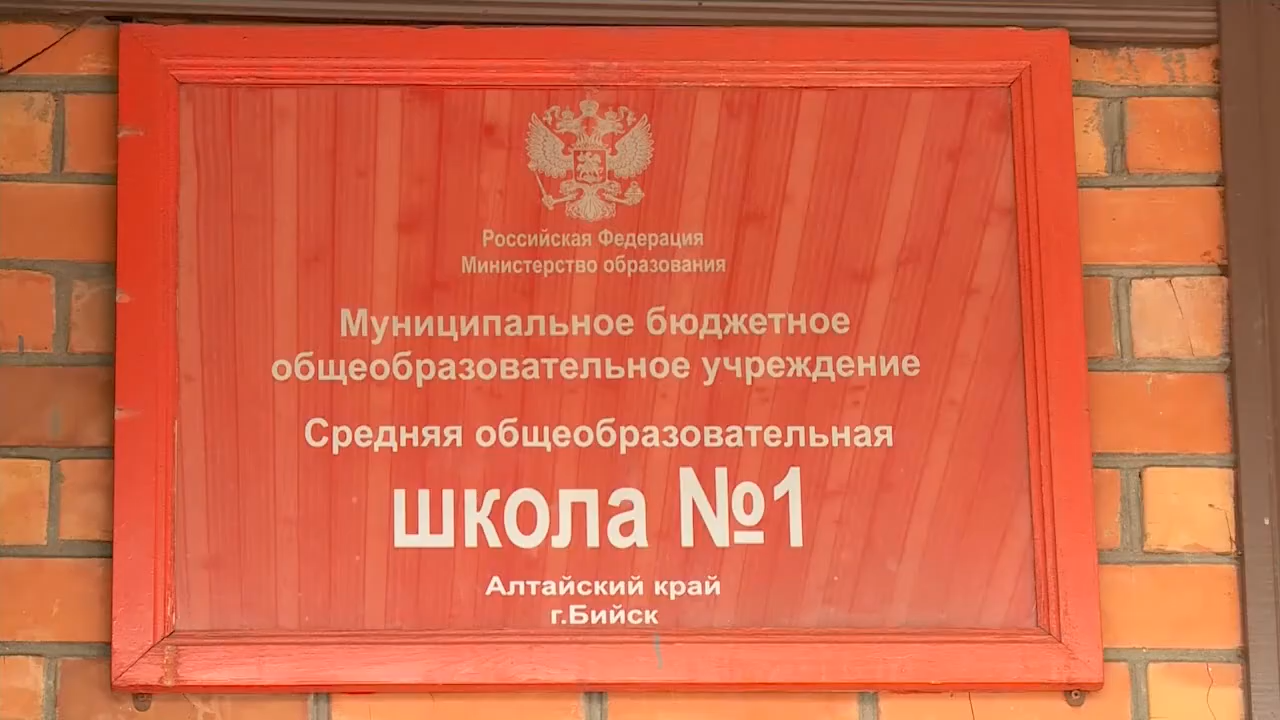 Российская Федерация
Министерство образования
Муниципальное бюджетное
общеобразовательное учреждение
Средняя общеобразовательная
школа №1
Алтайский край
г.Бийск